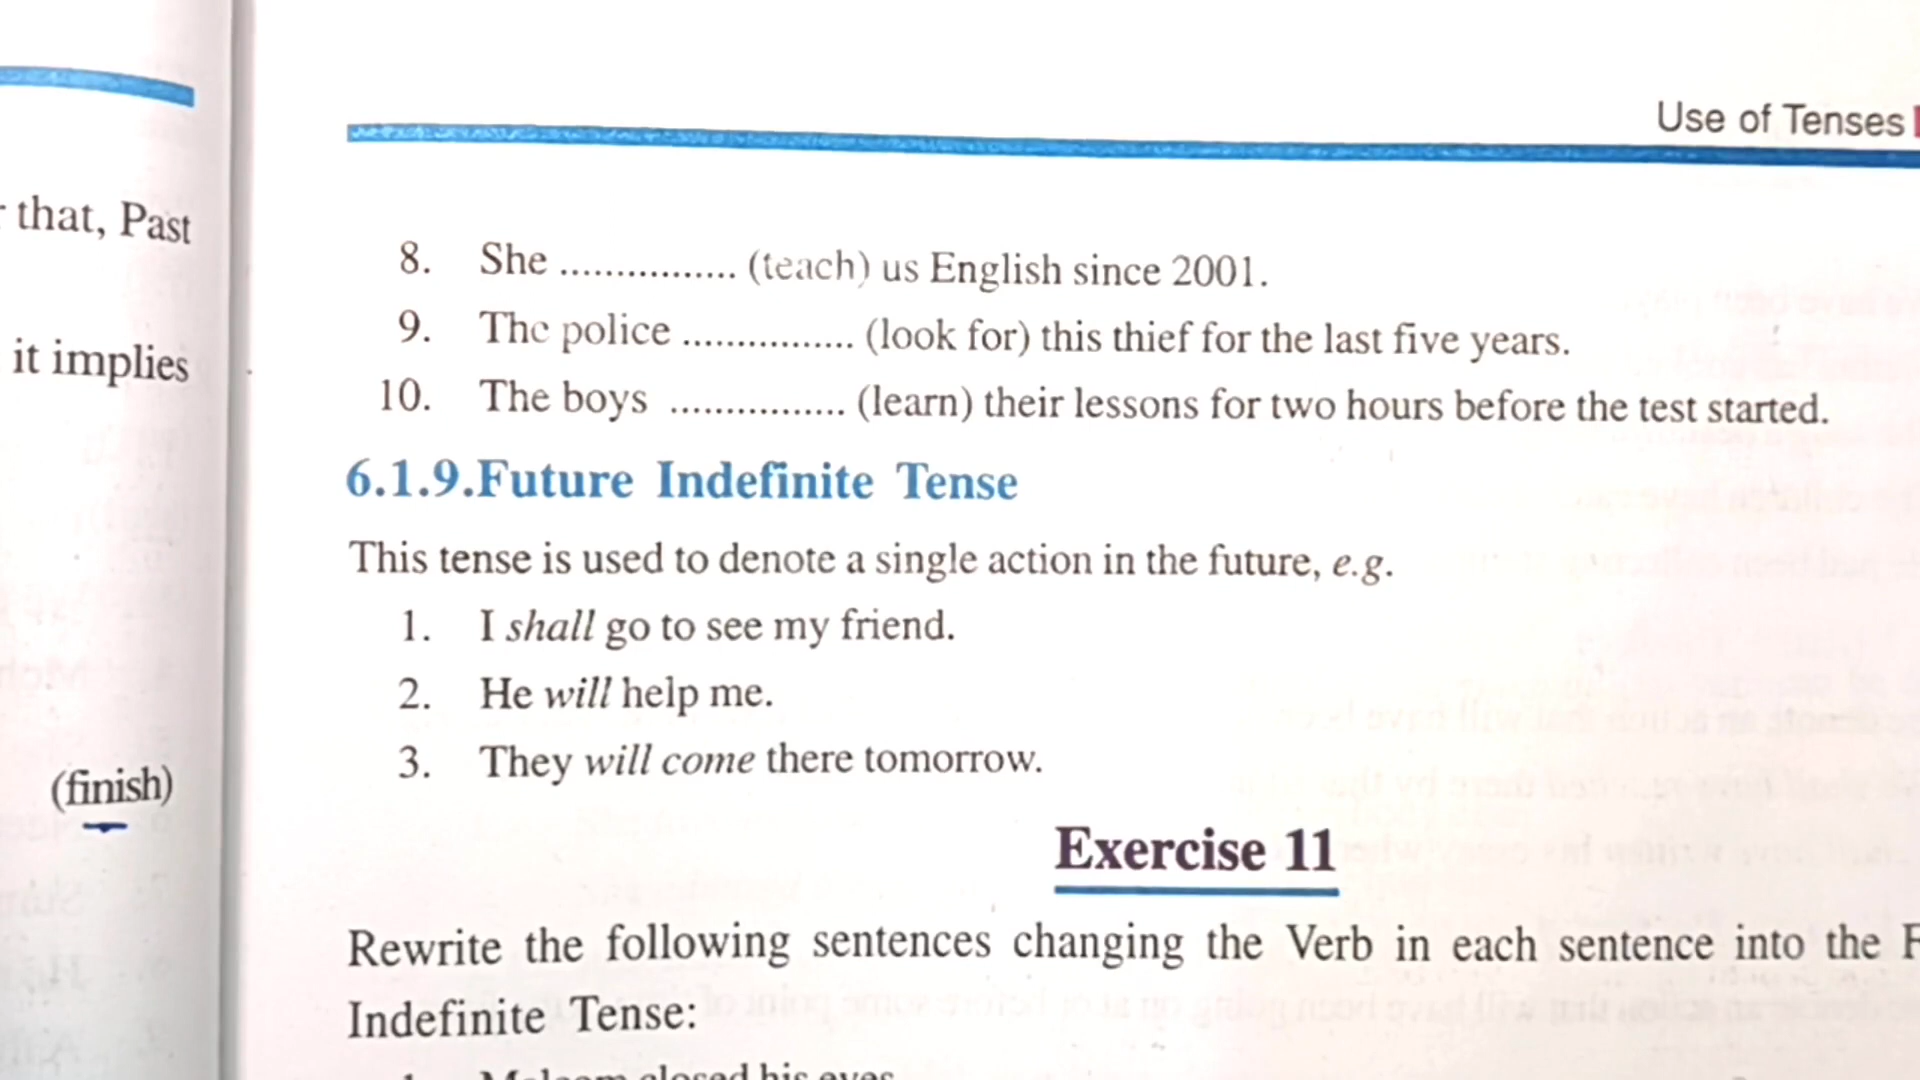 that, Past
it implies
(finish)
Use of Tenses
8. She ................ (teach) us English since 2001.
9. The police ............... (look for) this thief for the last five years.
10. The boys ................ (learn) their lessons for two hours before the test started.
6.1.9.Future Indefinite Tense
This tense is used to denote a single action in the future, e.g.
1. I shall go to see my friend.
2. He will help me.
3. They will come there tomorrow.
Exercise 11
Rewrite the following sentences changing the Verb in each sentence into the F
Indefinite Tense:
closed his eyes